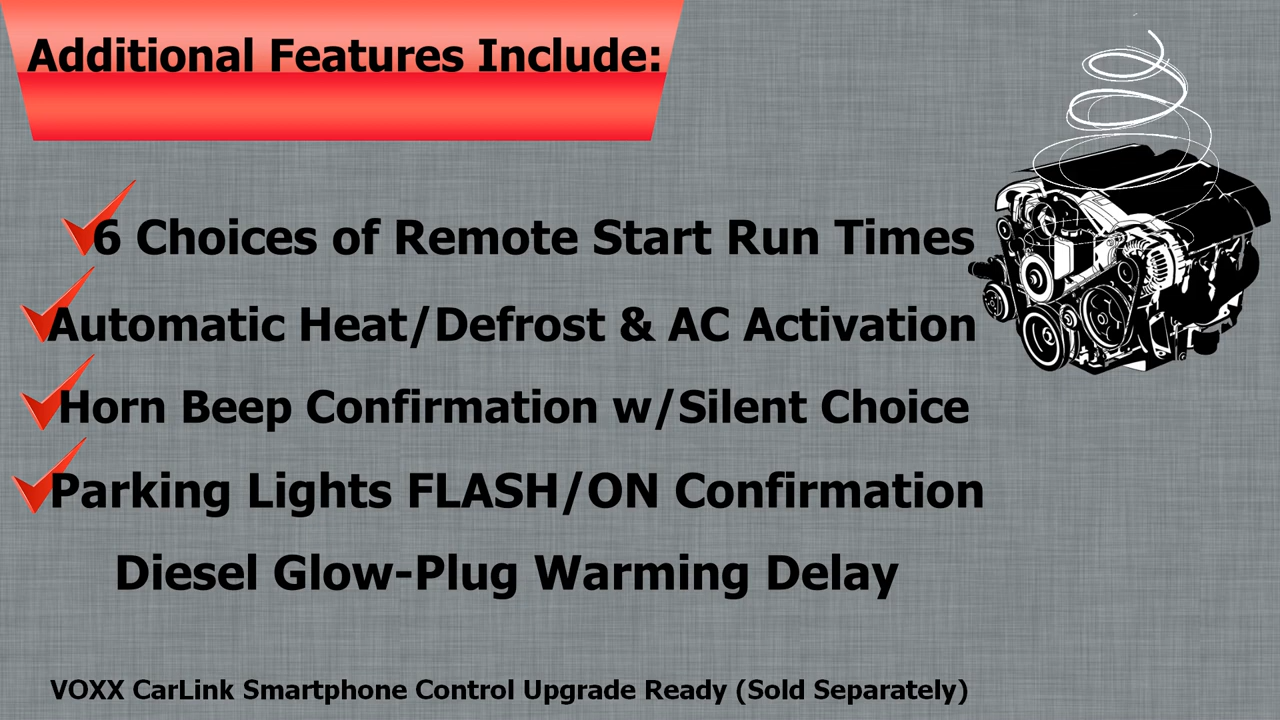 Additional Features Include:
6 Choices of Remote Start Run Times
Automatic Heat/Defrost & AC Activation
Horn Beep Confirmation w/Silent Choice
Parking Lights FLASH/ON Confirmation
Diesel Glow-Plug Warming Delay
VOXX CarLink Smartphone Control Upgrade Ready (Sold Separately)